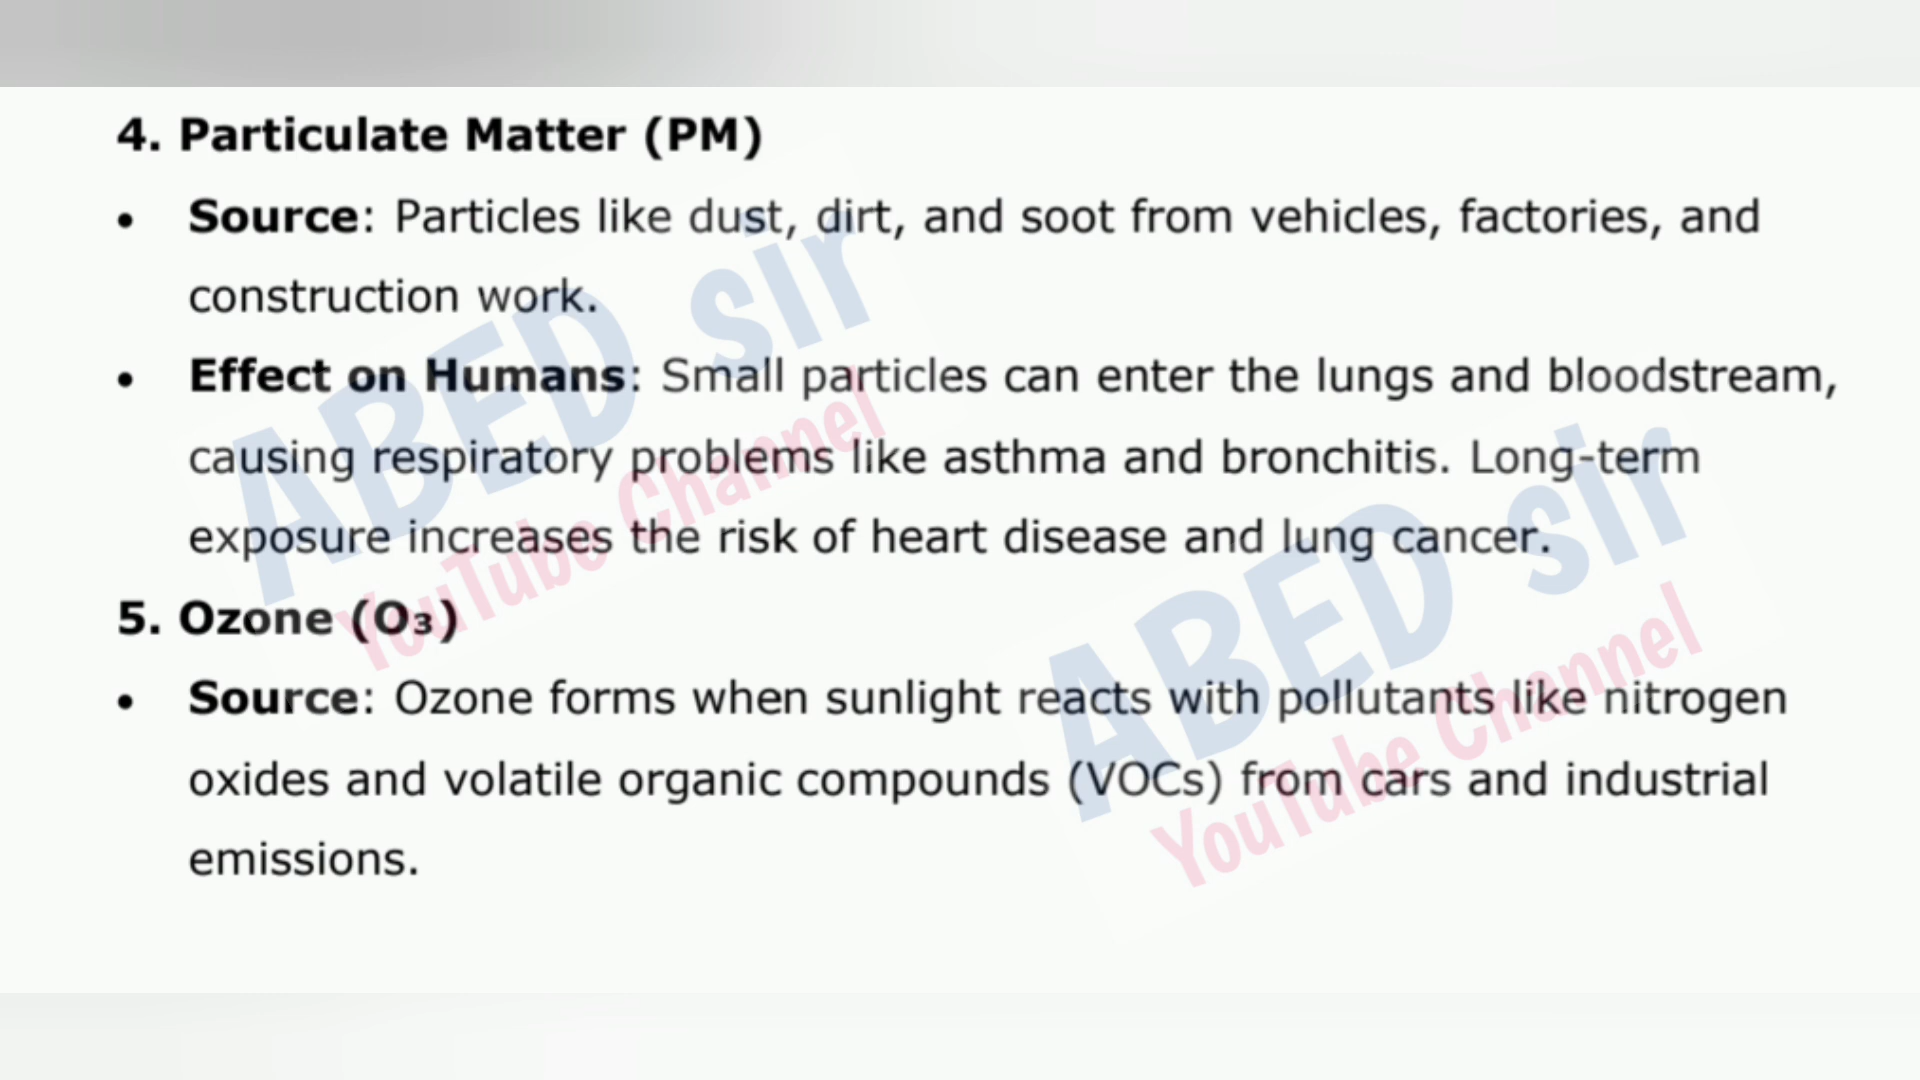 4. Particulate Matter (PM)
• Source: Particles like dust, dirt, and soot from vehicles, factories, and
construction work.
• Effect on Humans: Small particles can enter the lungs and bloodstream,
causing respiratory problems like asthma and bronchitis. Long-term
exposure increases the risk of heart disease and lung cancer.
5. Ozone (O₃)
• Source: Ozone forms when sunlight reacts with pollutants like nitrogen
oxides and volatile organic compounds (VOCs) from cars and industrial
emissions.
ABED sir
YouTube Channel
ABED sir
YouTube Channel